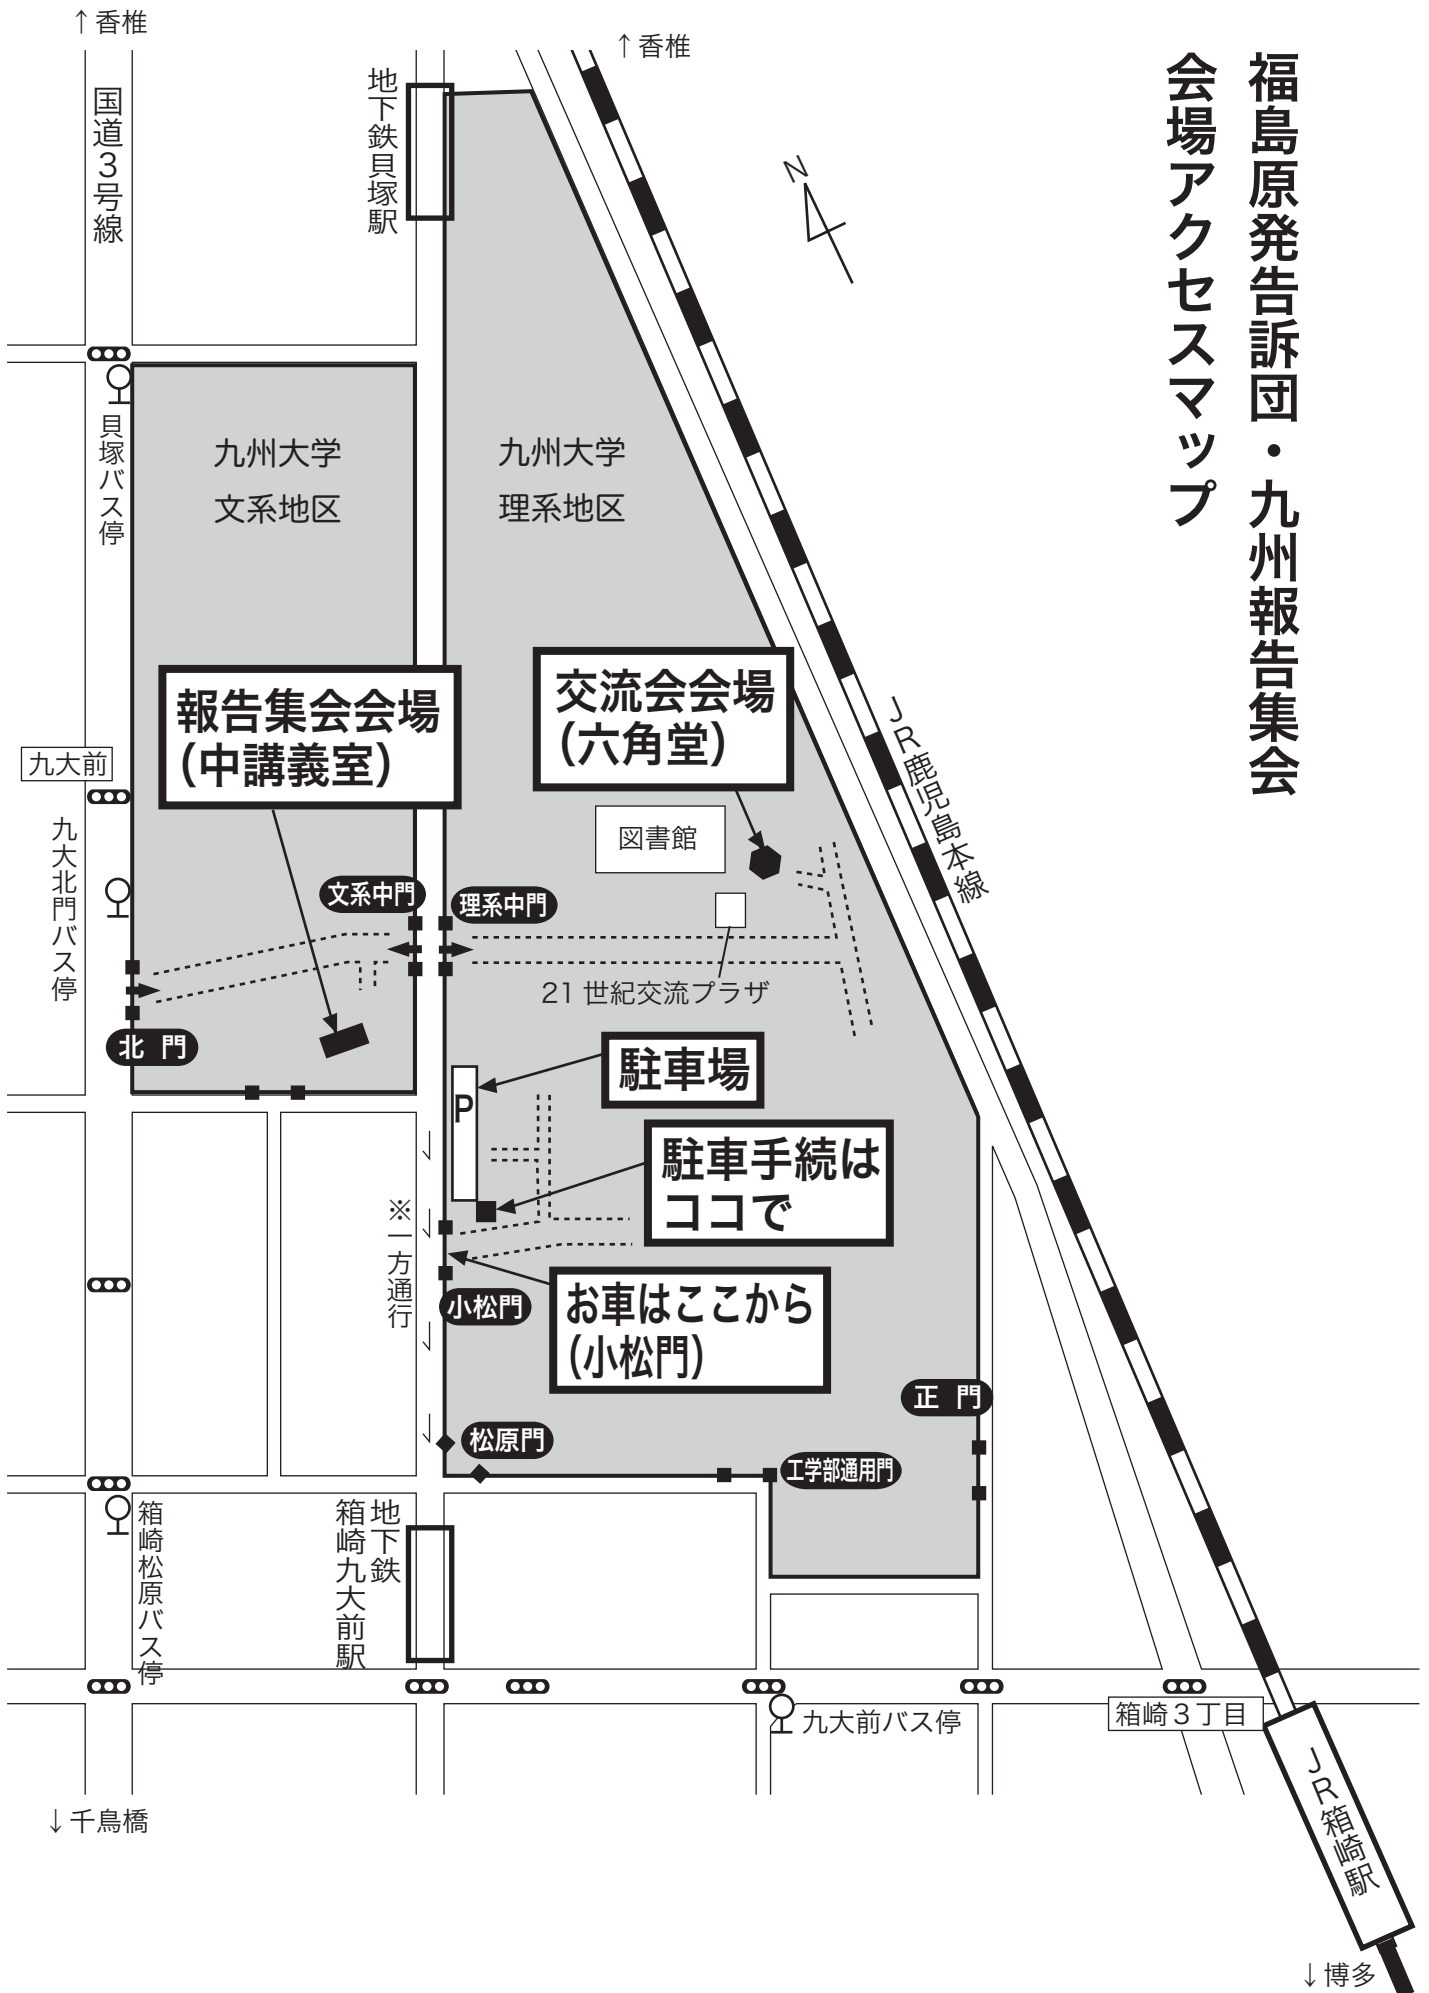 福島原発告訴団・九州報告集会
会場アクセスマップ
↑香椎
↑香椎
国道３号線
地下鉄貝塚駅
N
貝塚バス停
九州大学
文系地区
九州大学
理系地区
報告集会会場
(中講義室)
交流会会場
(六角堂)
ＪＲ鹿児島本線
九大前
九大北門バス停
図書館
文系中門
理系中門
21 世紀交流プラザ
北 門
駐車場
P
駐車手続は
ココで
※一方通行
お車はここから
(小松門)
小松門
正 門
松原門
工学部通用門
箱崎松原バス停
地下鉄
箱崎九大前駅
九大前バス停
箱崎３丁目
ＪＲ箱崎駅
↓千鳥橋
↓博多